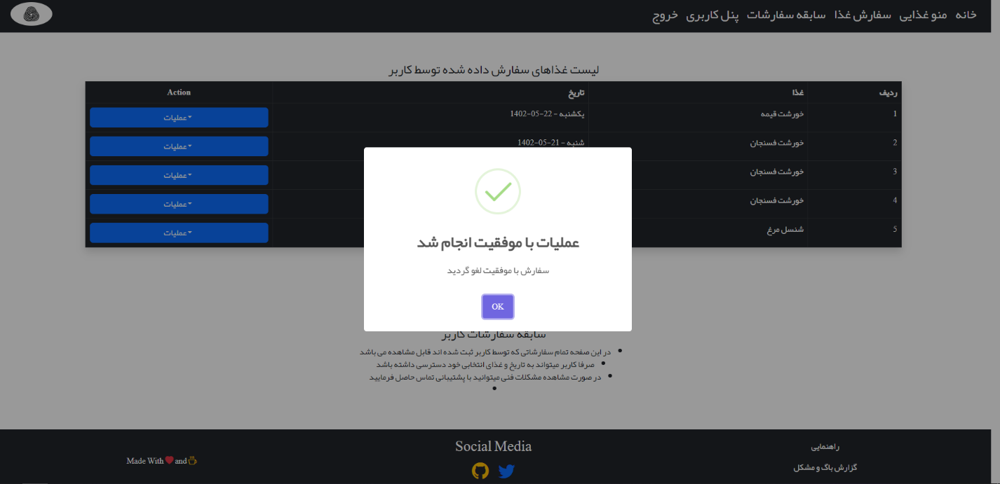 خانه منو غذایی سفارش غذا سابقه سفارشات پنل کاربری خروج
لیست غذاهای سفارش داده شده توسط کاربر
ردیف غذا تاریخ Action
1 خورشت قیمه یکشنبه - 22-05-1402 عملیات
2 خورشت فسنجان شنبه - 21-05-1402 عملیات
3 خورشت فسنجان عملیات
4 خورشت فسنجان عملیات
5 شنسل مرغ عملیات
عملیات با موفقیت انجام شد
سفارش با موفقیت لغو گردید
OK
سابقه سفارشات کاربر
در این صفحه تمام سفارشاتی که توسط کاربر ثبت شده اند قابل مشاهده می باشد
صرفا کاربر میتواند به تاریخ و غذای انتخابی خود دسترسی داشته باشد
در صورت مشاهده مشکلات فنی میتوانید با پشتیبانی تماس حاصل فرمایید
راهنمایی
گزارش باگ و مشکل
Social Media
Made With and